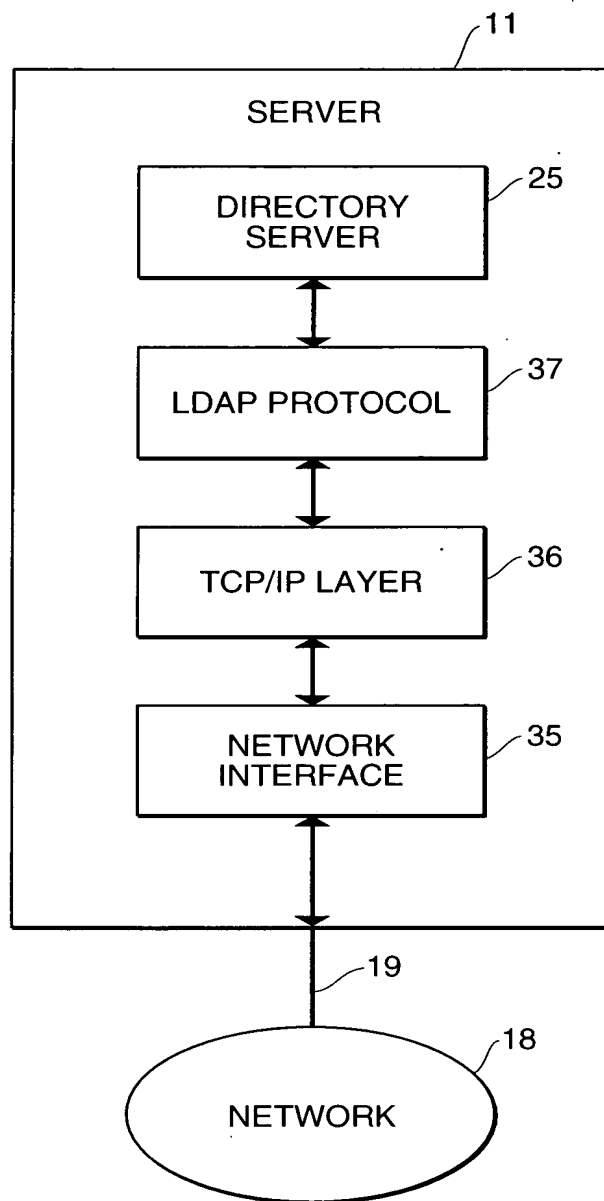 11
SERVER
25
DIRECTORY
SERVER
37
LDAP PROTOCOL
36
TCP/IP LAYER
35
NETWORK
INTERFACE
19
18
NETWORK